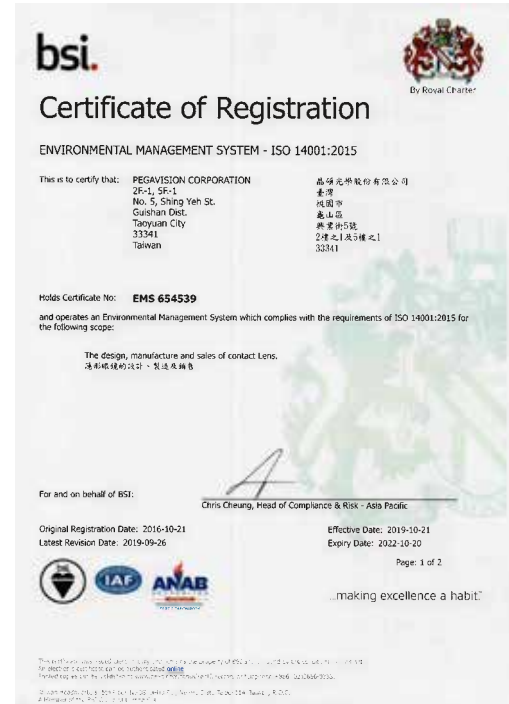 bsi.
By Royal Charter
Certificate of Registration
ENVIRONMENTAL MANAGEMENT SYSTEM - ISO 14001:2015
This is to certify that:
PEGAVISION CORPORATION
2F.-1, 5F.-1
No. 5, Shing Yeh St.
Guishan Dist.
Taoyuan City
33341
Taiwan
晶碩光學股份有限公司
臺灣
桃園市
龜山區
興業街5號
2樓之1及5樓之1
33341
Holds Certificate No:
EMS 654539
and operates an Environmental Management System which complies with the requirements of ISO 14001:2015 for
the following scope:
The design, manufacture and sales of contact Lens.
隱形眼鏡的設計、製造及銷售
For and on behalf of BSI:
Chris Cheung, Head of Compliance & Risk - Asia Pacific
Original Registration Date: 2016-10-21
Effective Date: 2019-10-21
Latest Revision Date: 2019-09-26
Expiry Date: 2022-10-20
Page: 1 of 2
IAF
ANAB
...making excellence a habit.™
online